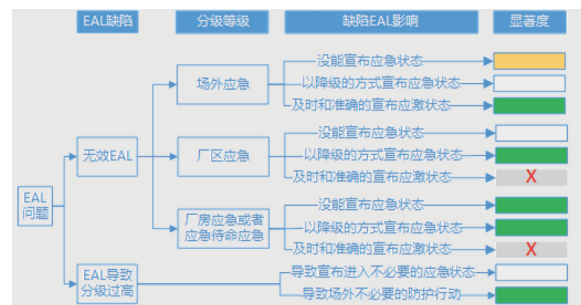 EAL缺陷 分级等级 缺陷EAL影响 显著度
没能宣布应急状态
场外应急 以降级的方式宣布应急状态
及时和准确的宣布应激状态
没能宣布应急状态
无效EAL 厂区应急 以降级的方式宣布应急状态
及时和准确的宣布应激状态 X
EAL
问题
没能宣布应急状态
厂房应急或者
应急待命应急
以降级的方式宣布应急状态
及时和准确的宣布应激状态 X
EAL导致
分级过高
导致宣布进入不必要的应急状态
导致场外不必要的防护行动